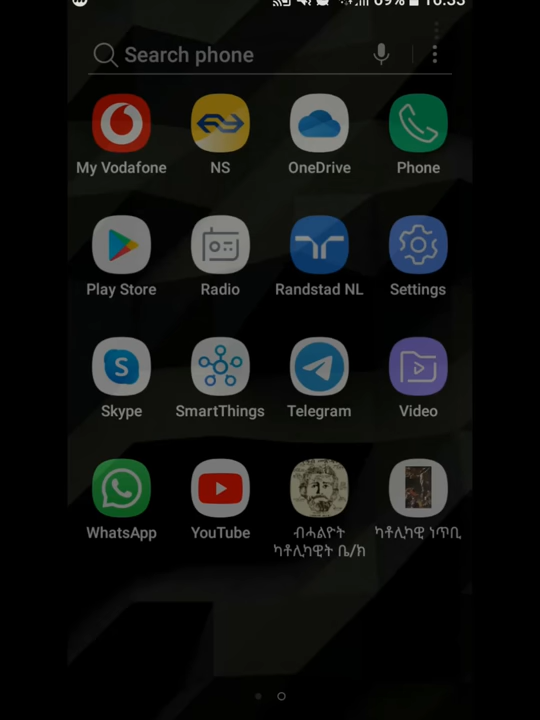 Search phone
My Vodafone
NS
OneDrive
Phone
Play Store
Radio
Randstad NL
Settings
Skype
SmartThings
Telegram
Video
WhatsApp
YouTube
ብሓልዮት
ካቶሊካዊት ቤ/ክ
ካቶሊካዊ ነጥቢ